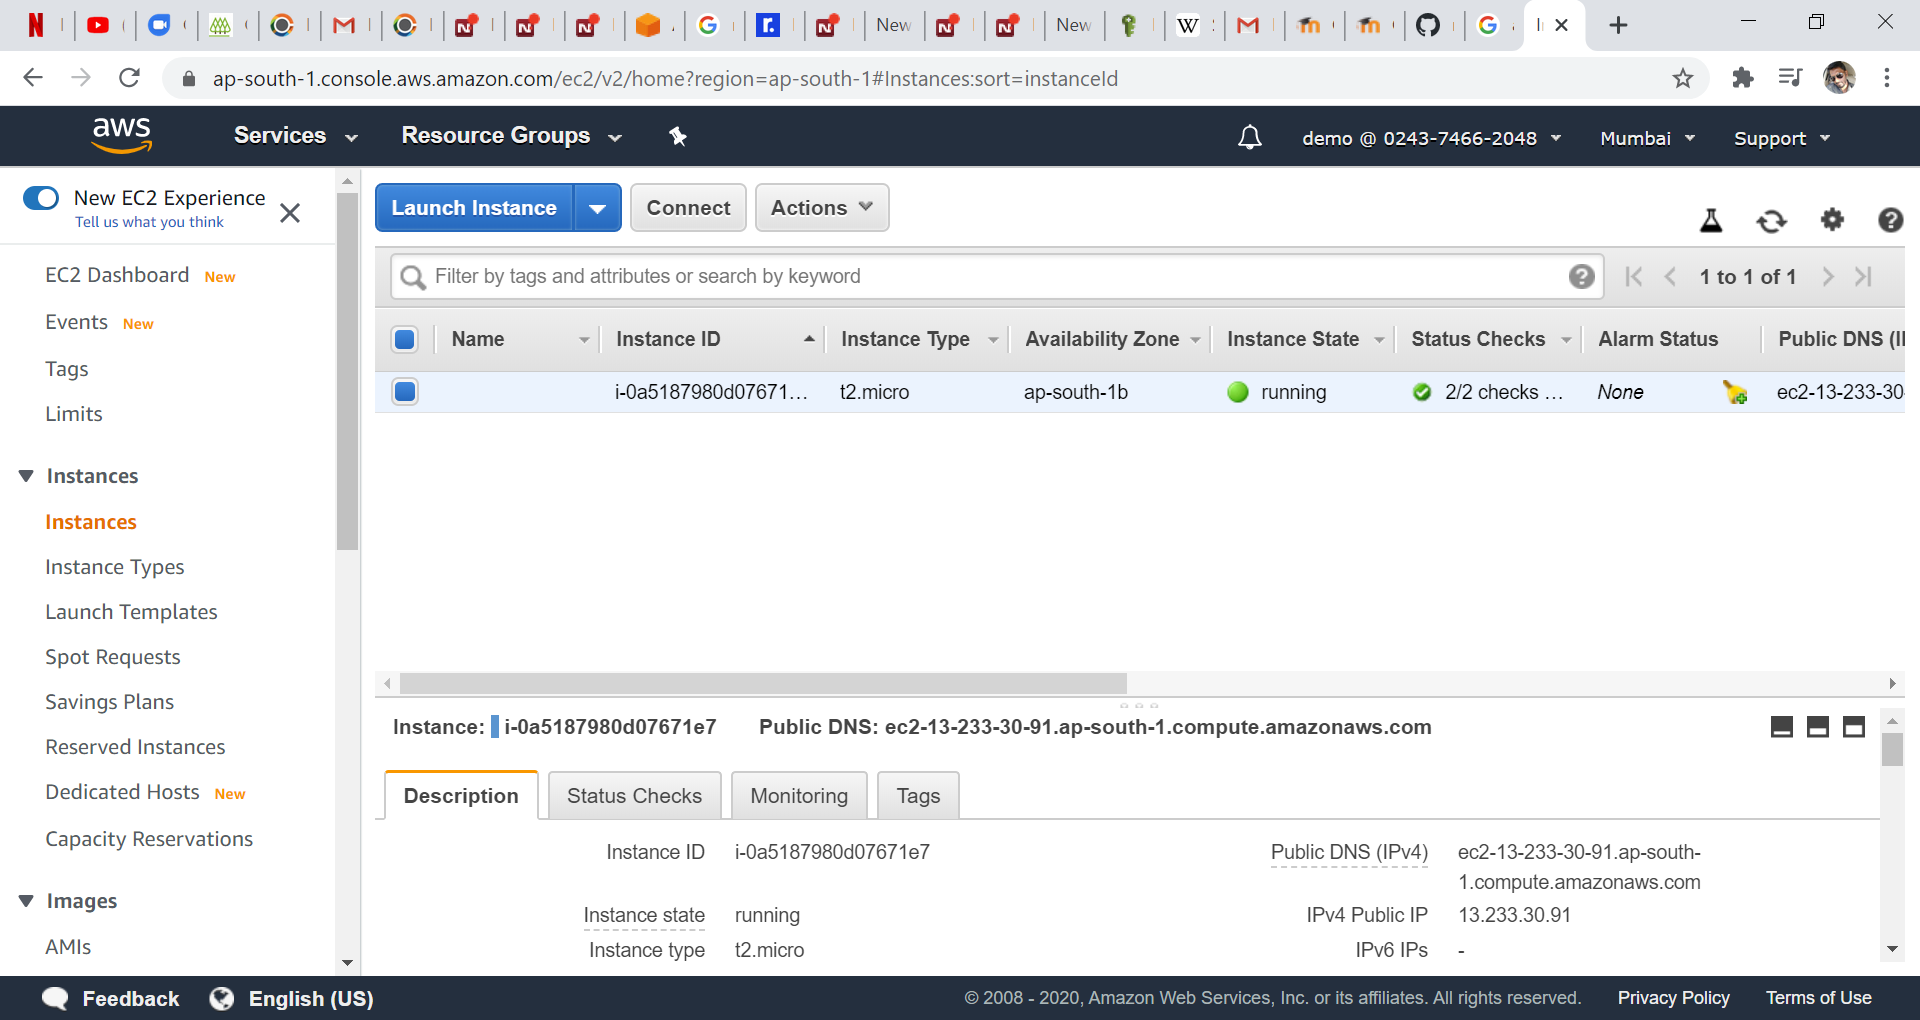 New
New
ap-south-1.console.aws.amazon.com/ec2/v2/home?region=ap-south-1#Instances:sort=instanceId
aws Services Resource Groups demo @ 0243-7466-2048 Mumbai Support
New EC2 Experience
Tell us what you think
EC2 Dashboard New
Events New
Tags
Limits
Instances
Instances
Instance Types
Launch Templates
Spot Requests
Savings Plans
Reserved Instances
Dedicated Hosts New
Capacity Reservations
Images
AMIs
Launch Instance Connect Actions
Filter by tags and attributes or search by keyword 1 to 1 of 1
Name Instance ID Instance Type Availability Zone Instance State Status Checks Alarm Status Public DNS (I
i-0a5187980d07671... t2.micro ap-south-1b running 2/2 checks ... None ec2-13-233-30
Instance: i-0a5187980d07671e7 Public DNS: ec2-13-233-30-91.ap-south-1.compute.amazonaws.com
Description Status Checks Monitoring Tags
Instance ID i-0a5187980d07671e7 Public DNS (IPv4) ec2-13-233-30-91.ap-south-
1.compute.amazonaws.com
Instance state running IPv4 Public IP 13.233.30.91
Instance type t2.micro IPv6 IPs -
Feedback English (US) © 2008 - 2020, Amazon Web Services, Inc. or its affiliates. All rights reserved. Privacy Policy Terms of Use